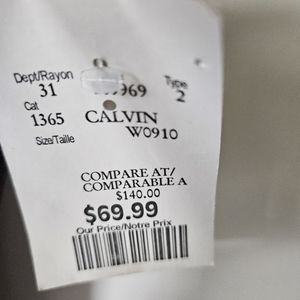 Dept/Rayon Type
31 969 2
Cat
1365 CALVIN
W0910
Size/Taille
COMPARE AT/
COMPARABLE A
$140.00
$69.99
Our Price/Notre Prix